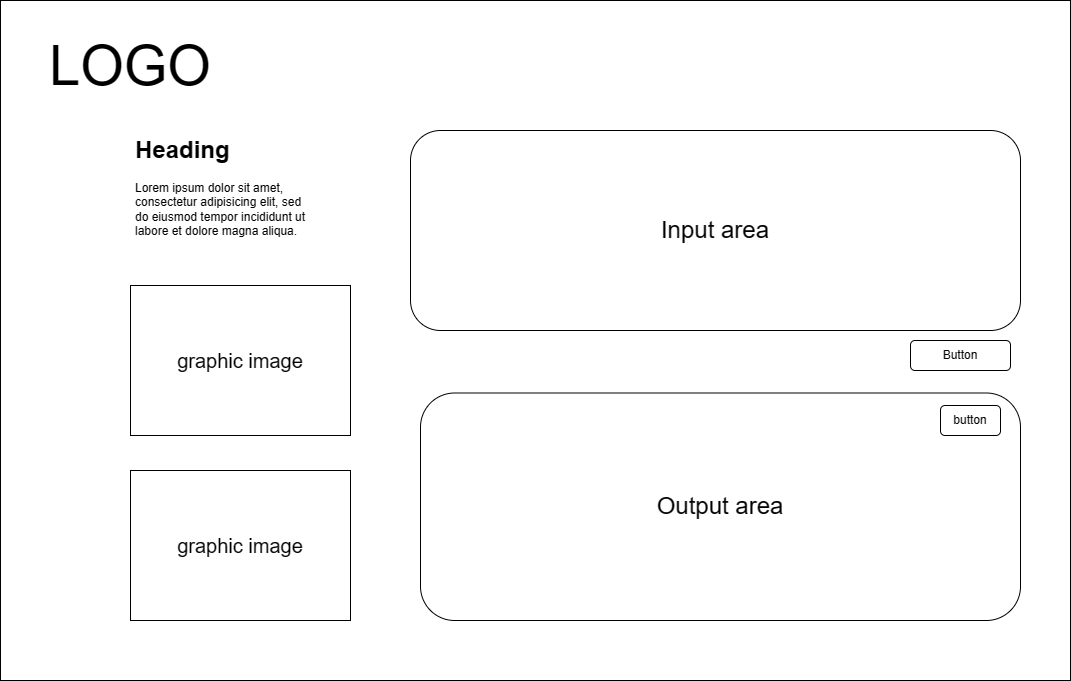 LOGO
Heading
Lorem ipsum dolor sit amet,
consectetur adipisicing elit, sed
do eiusmod tempor incididunt ut
labore et dolore magna aliqua.
graphic image
graphic image
Input area
Button
button
Output area